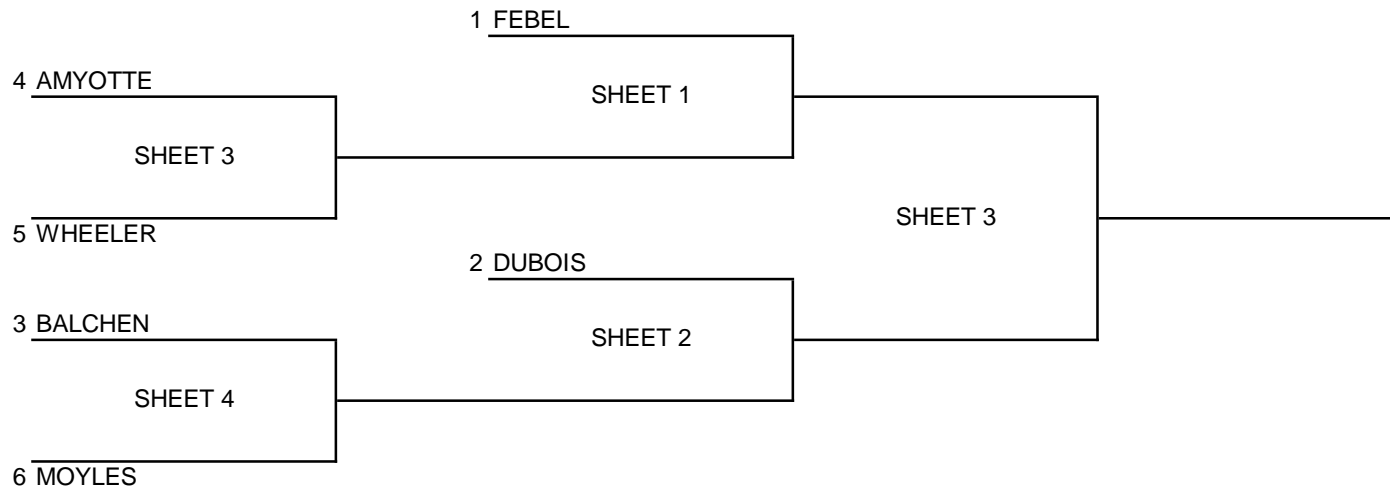 1 FEBEL
4 AMYOTTE
SHEET 1
SHEET 3
SHEET 3
5 WHEELER
2 DUBOIS
3 BALCHEN
SHEET 2
SHEET 4
6 MOYLES